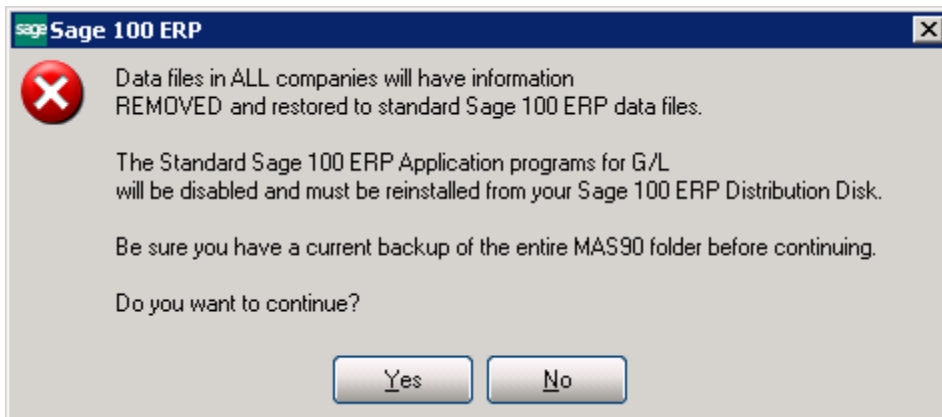 sage Sage 100 ERP
Data files in ALL companies will have information
REMOVED and restored to standard Sage 100 ERP data files.
The Standard Sage 100 ERP Application programs for G/L
will be disabled and must be reinstalled from your Sage 100 ERP Distribution Disk.
Be sure you have a current backup of the entire MAS90 folder before continuing.
Do you want to continue?
Yes No